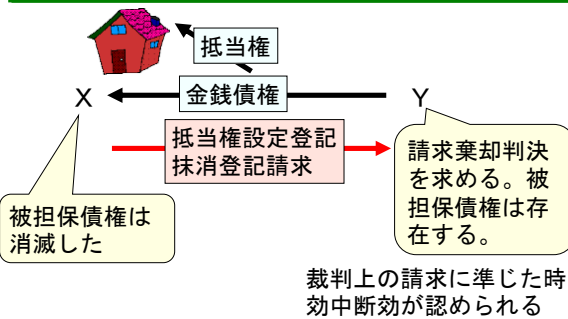 抵当権
X
金銭債権
Y
抵当権設定登記
抹消登記請求
請求棄却判決
を求める。被
担保債権は存
在する。
被担保債権は
消滅した
裁判上の請求に準じた時
効中断効が認められる